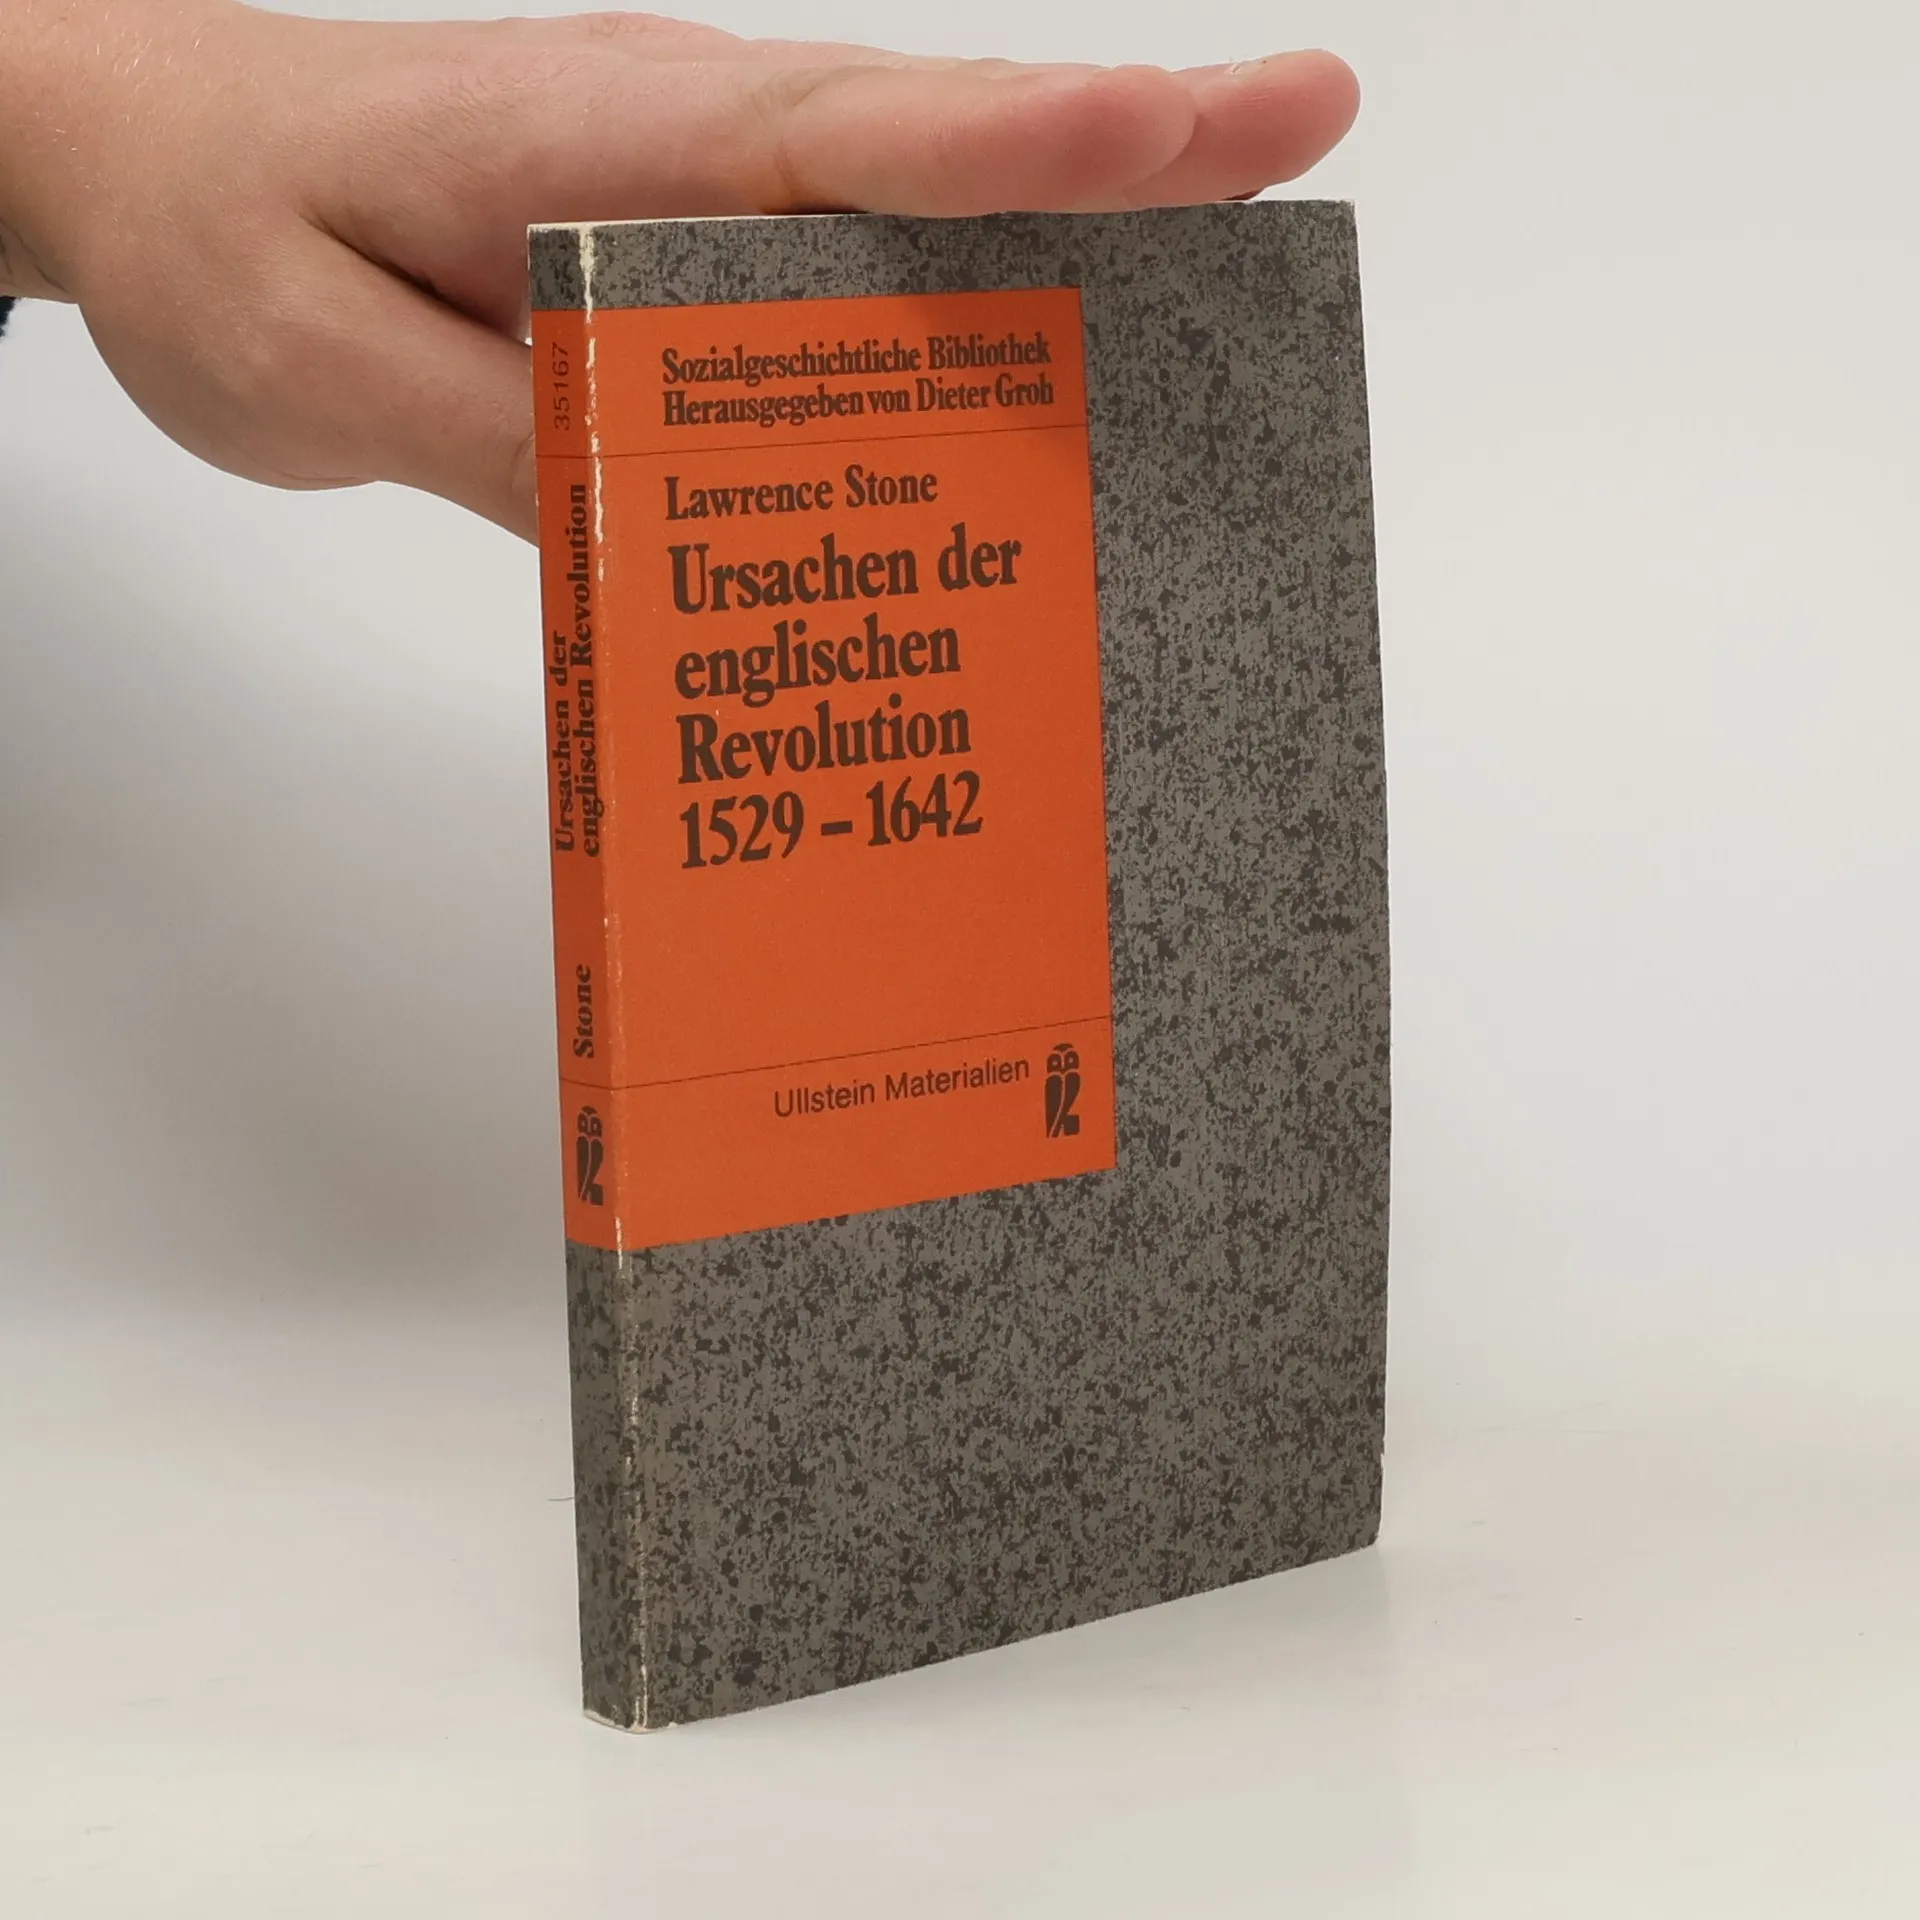 Sozialgeschichtliche Bibliothek
Herausgegeben von Dieter Groh
Lawrence Stone
Ursachen der
englischen
Revolution
1529 – 1642
Ullstein Materialien
35167
Ursachen der
englischen Revolution
Stone